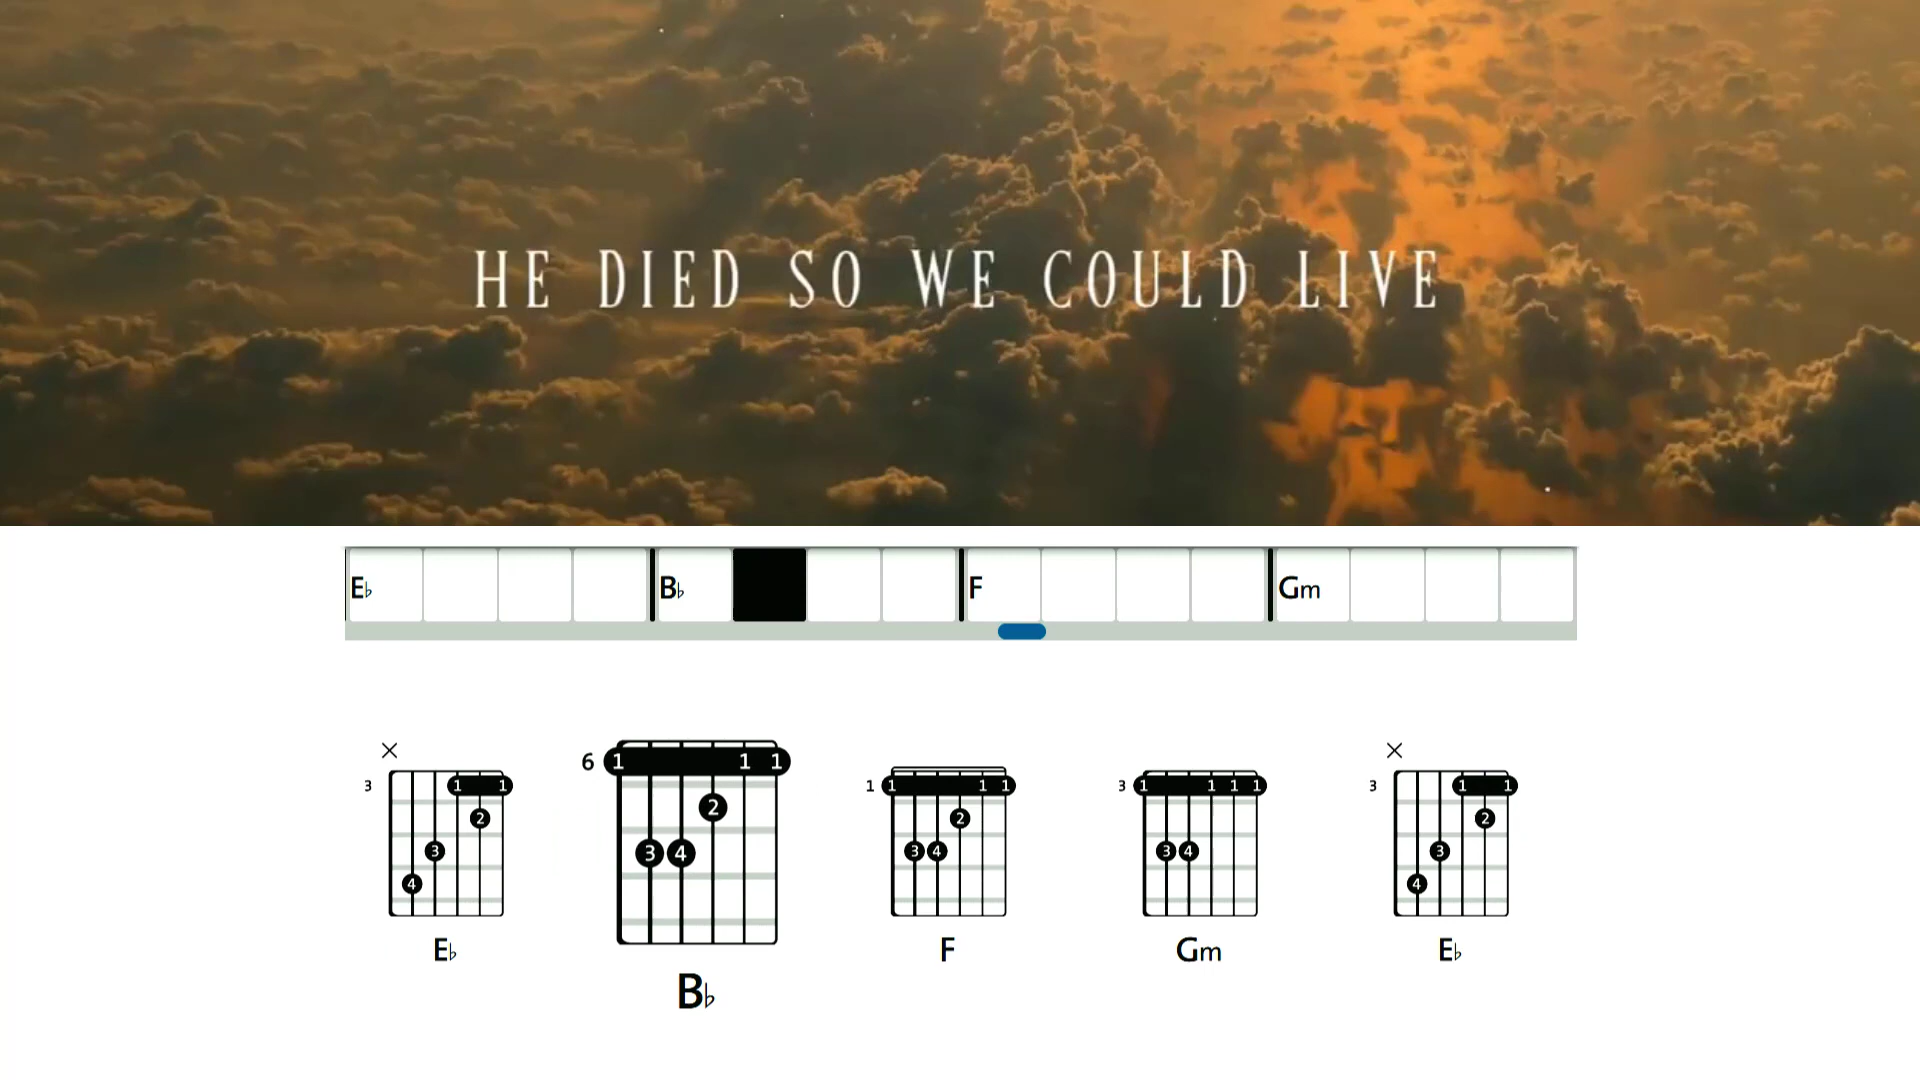 HE DIED SO WE COULD LIVE
E♭ B♭ F Gm
× ×
6 1 1 1
3 1 1 1 1 1 1 3 1 1 1 1 3 1 1
2 2 2 2
3 4 3 4 3 4
3 3
4 4
E♭ F Gm E♭
B♭